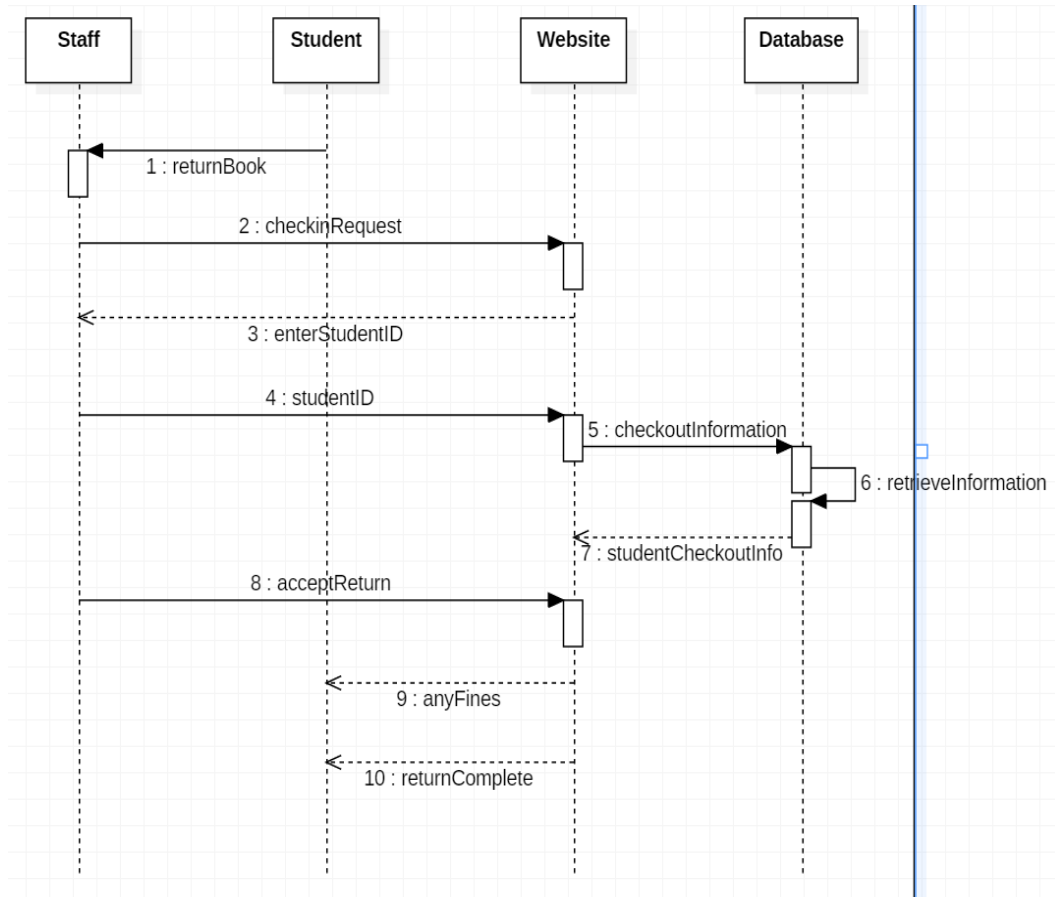 Staff
Student
Website
Database
1 : returnBook
2 : checkinRequest
3 : enterStudentID
4 : studentID
5 : checkoutInformation
6 : retrieveInformation
7 : studentCheckoutInfo
8 : acceptReturn
9 : anyFines
10 : returnComplete